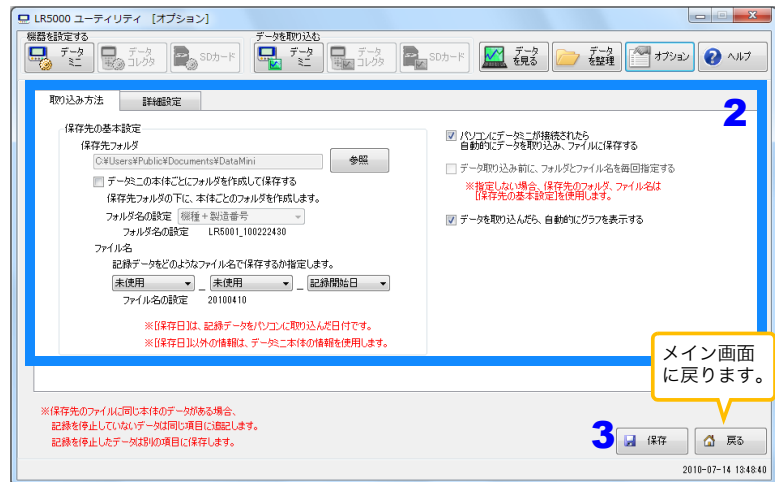 LR5000 ユーティリティ [オプション]
機器を設定する
データを取り込む
データミニ
データコレクタ
SDカード
データミニ
データコレクタ
SDカード
データを見る
データを整理
オプション
ヘルプ
取り込み方法
詳細設定
2
保存先の基本設定
保存先フォルダ
C:¥Users¥Public¥Documents¥DataMini
参照
データミニの本体ごとにフォルダを作成して保存する
保存先フォルダの下に、本体ごとのフォルダを作成します。
フォルダ名の設定 機種+製造番号
フォルダ名の設定 LR5001_100222430
ファイル名
記録データをどのようなファイル名で保存するか指定します。
未使用 _ 未使用 _ 記録開始日
ファイル名の設定 20100410
※[保存日]は、記録データをパソコンに取り込んだ日付です。
※[保存日]以外の情報は、データミニ本体の情報を使用します。
パソコンにデータミニが接続されたら
自動的にデータを取り込み、ファイルに保存する
データ取り込み前に、フォルダとファイル名を毎回指定する
※指定しない場合、保存先のフォルダ、ファイル名は
[保存先の基本設定]を使用します。
データを取り込んだら、自動的にグラフを表示する
メイン画面
に戻ります。
※保存先のファイルに同じ本体のデータがある場合、
記録を停止していないデータは同じ項目に追記します。
記録を停止したデータは別の項目に保存します。
3
保存
戻る
2010-07-14 13:48:40